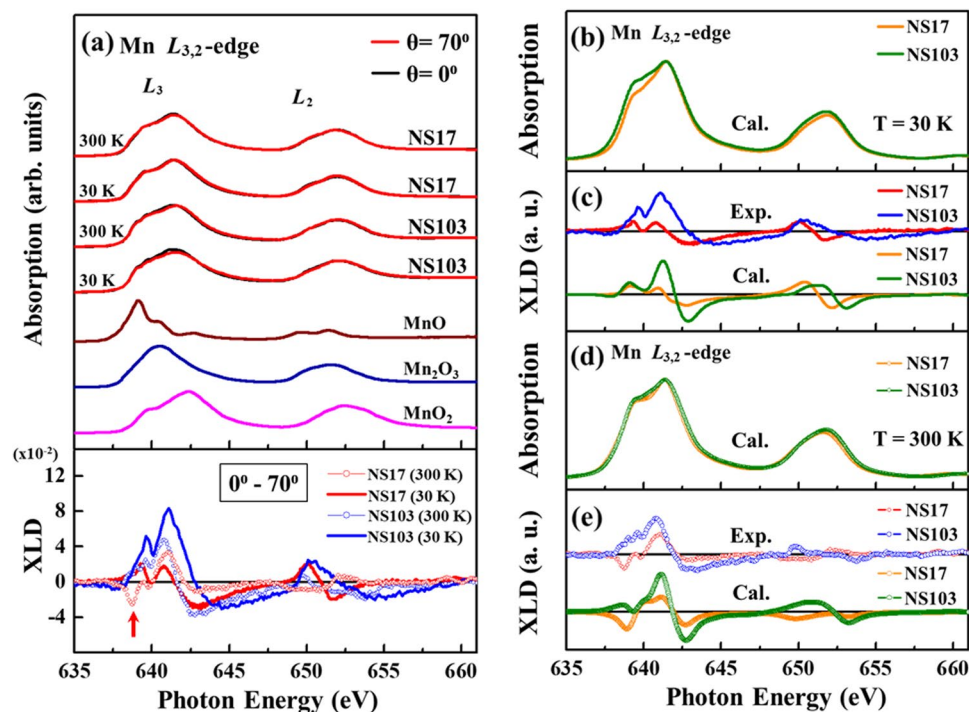 (a) Mn L3,2-edge
θ= 70⁰
θ= 0⁰
L3
L2
300 K
NS17
30 K
NS17
300 K
NS103
30 K
NS103
MnO
Mn2O3
MnO2
Absorption (arb. units)
(x10⁻²)
12
8
4
0
−4
XLD
0⁰ - 70⁰
NS17 (300 K)
NS17 (30 K)
NS103 (300 K)
NS103 (30 K)
635 640 645 650 655 660
Photon Energy (eV)
(b) Mn L3,2-edge
NS17
NS103
Cal.
T = 30 K
Absorption
(c)
Exp.
NS17
NS103
Cal.
NS17
NS103
XLD (a. u.)
(d) Mn L3,2-edge
NS17
NS103
Cal.
T = 300 K
Absorption
(e)
Exp.
NS17
NS103
Cal.
NS17
NS103
XLD (a. u.)
635 640 645 650 655 660
Photon Energy (eV)